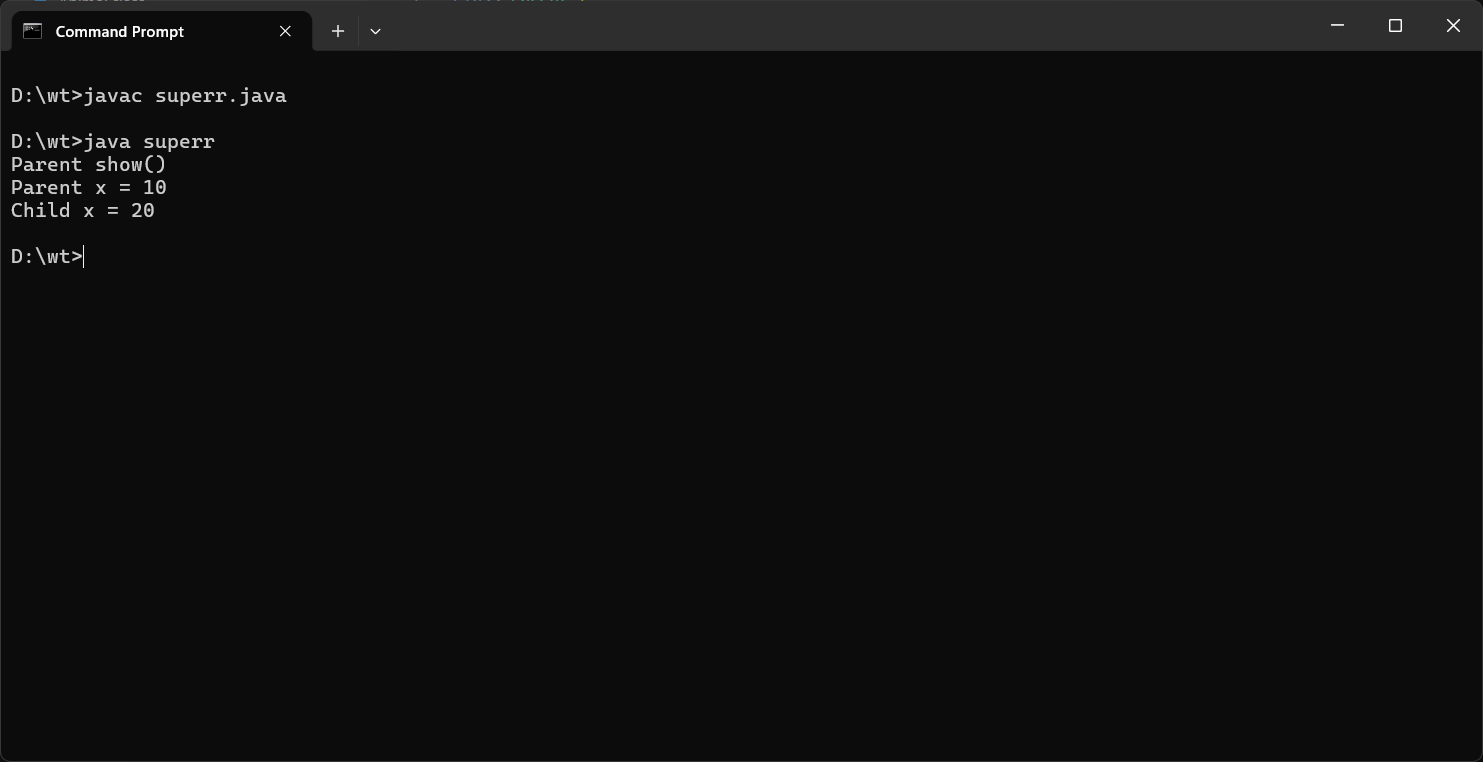 Command Prompt
D:\wt>javac superr.java
D:\wt>java superr
Parent show()
Parent x = 10
Child x = 20
D:\wt>